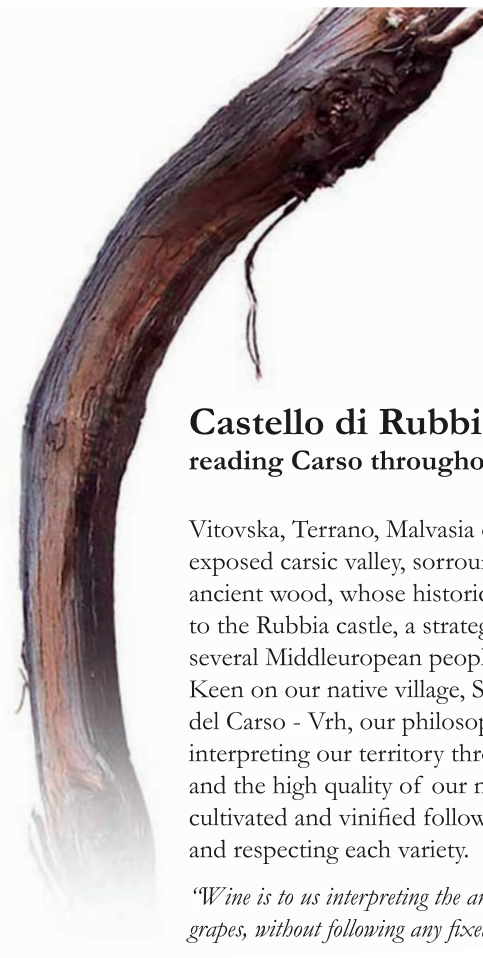 Castello di Rubbi
reading Carso througho
Vitovska, Terrano, Malvasia
exposed carsic valley, sorrou
ancient wood, whose historic
to the Rubbia castle, a strateg
several Middleuropean peopl
Keen on our native village, S
del Carso - Vrh, our philosop
interpreting our territory thr
and the high quality of our
cultivated and vinified follow
and respecting each variety.
“Wine is to us interpreting the
grapes, without following any fixe